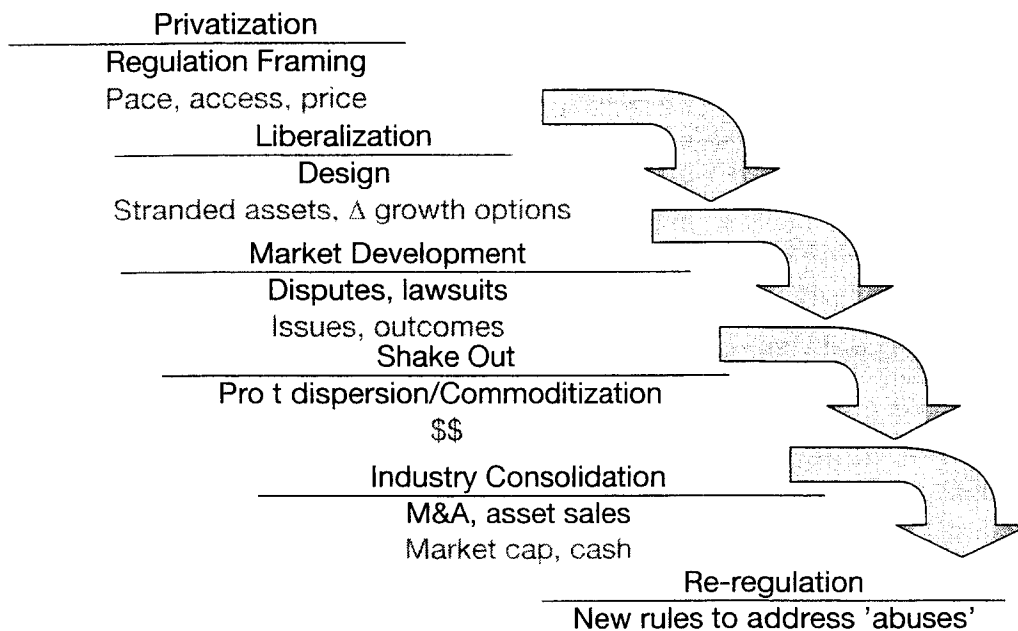 Privatization
Regulation Framing
Pace, access, price
Liberalization
Design
Stranded assets, Δ growth options
Market Development
Disputes, lawsuits
Issues, outcomes
Shake Out
Pro t dispersion/Commoditization
$$
Industry Consolidation
M&A, asset sales
Market cap, cash
Re-regulation
New rules to address 'abuses'